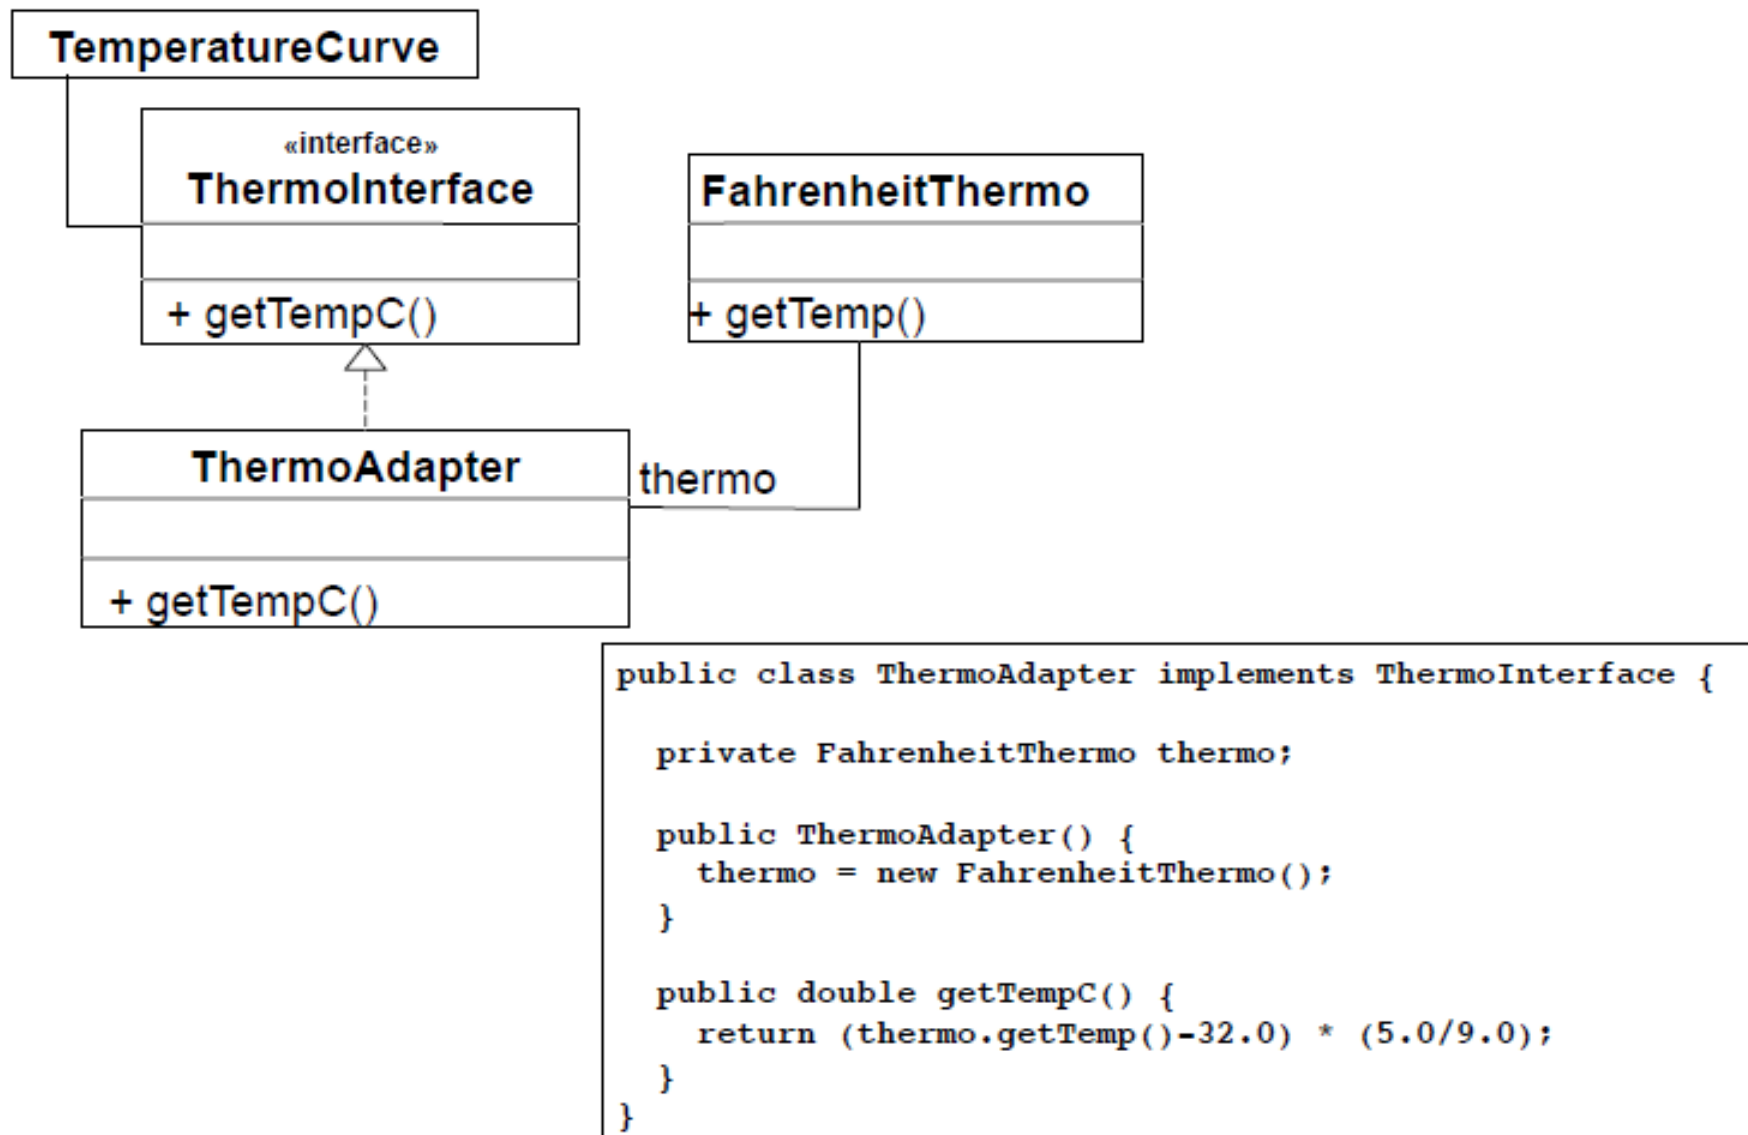 TemperatureCurve
«interface»
ThermoInterface
+ getTempC()
FahrenheitThermo
+ getTemp()
ThermoAdapter
thermo
+ getTempC()
public class ThermoAdapter implements ThermoInterface {
private FahrenheitThermo thermo;
public ThermoAdapter() {
thermo = new FahrenheitThermo();
}
public double getTempC() {
return (thermo.getTemp()-32.0) * (5.0/9.0);
}
}